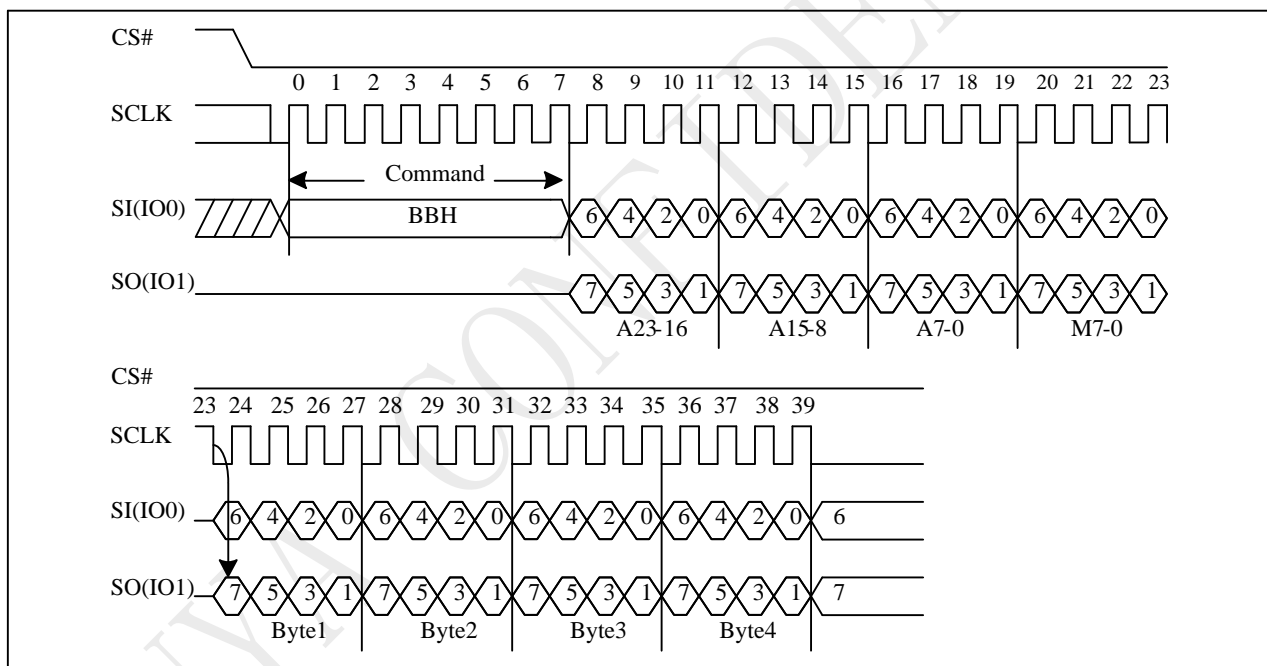 CS#
0 1 2 3 4 5 6 7 8 9 10 11 12 13 14 15 16 17 18 19 20 21 22 23
SCLK
Command
SI(IO0)
BBH 6 4 2 0 6 4 2 0 6 4 2 0 6 4 2 0
SO(IO1)
7 5 3 1 7 5 3 1 7 5 3 1 7 5 3 1
A23-16 A15-8 A7-0 M7-0
CS#
23 24 25 26 27 28 29 30 31 32 33 34 35 36 37 38 39
SCLK
SI(IO0)
6 4 2 0 6 4 2 0 6 4 2 0 6 4 2 0 6
SO(IO1)
7 5 3 1 7 5 3 1 7 5 3 1 7 5 3 1 7
Byte1 Byte2 Byte3 Byte4